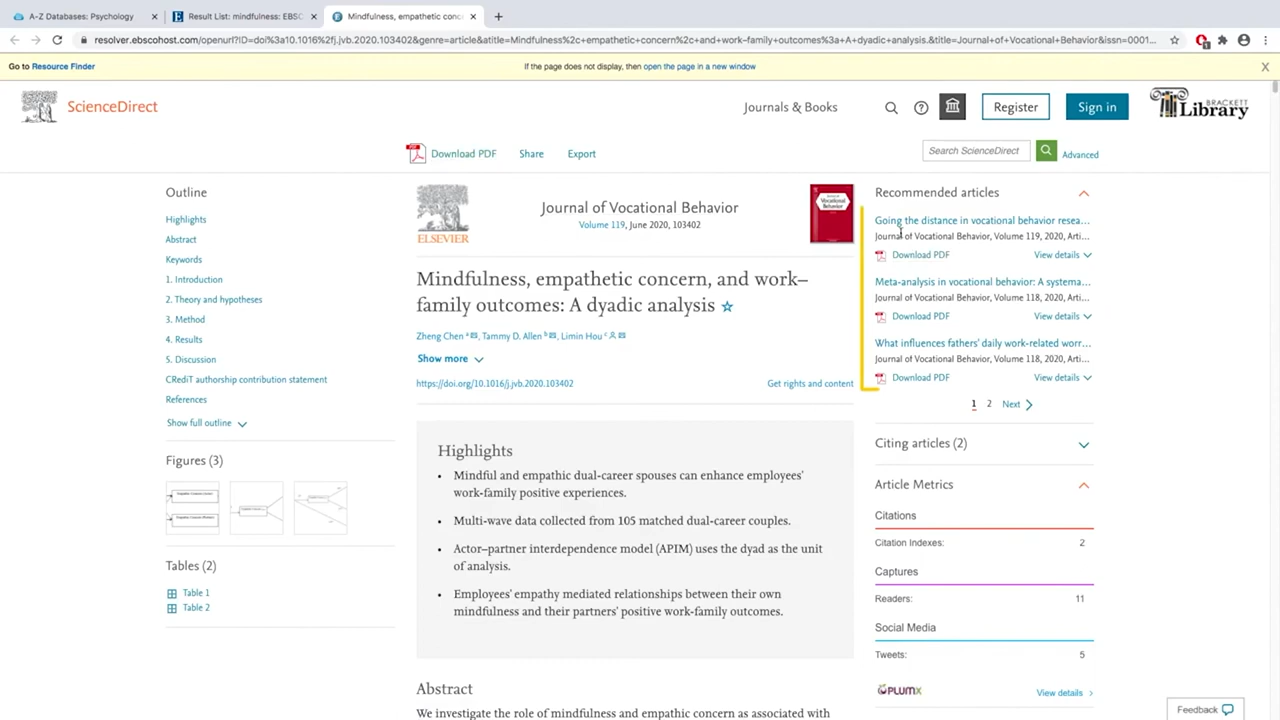 A-Z Databases: Psychology
Result List: mindfulness: EBSC
Mindfulness, empathetic conc
resolver.ebscohost.com/openurl?ID=doi%3a10.1016%2fj.jvb.2020.103402&genre=article&atitle=Mindfulness%2c+empathetic+concern%2c+and+work–family+outcomes%3a+A+dyadic+analysis.&title=Journal+of+Vocational+Behavior&issn=0001...
Go to Resource Finder
If the page does not display, then open the page in a new window
ScienceDirect
Journals & Books
Register
Sign in
BRACKETT
Library
Download PDF
Share
Export
Search ScienceDirect
Advanced
Outline
Highlights
Abstract
Keywords
1. Introduction
2. Theory and hypotheses
3. Method
4. Results
5. Discussion
CRediT authorship contribution statement
References
Show full outline
Figures (3)
Tables (2)
Table 1
Table 2
ELSEVIER
Journal of Vocational Behavior
Volume 119, June 2020, 103402
Vocational
Behavior
Mindfulness, empathetic concern, and work–
family outcomes: A dyadic analysis
Zheng Chen a, Tammy D. Allen b, Limin Hou c
Show more
https://doi.org/10.1016/j.jvb.2020.103402
Get rights and content
Highlights
• Mindful and empathic dual-career spouses can enhance employees'
work-family positive experiences.
• Multi-wave data collected from 105 matched dual-career couples.
• Actor–partner interdependence model (APIM) uses the dyad as the unit
of analysis.
• Employees' empathy mediated relationships between their own
mindfulness and their partners' positive work-family outcomes.
Abstract
We investigate the role of mindfulness and empathic concern as associated with
Recommended articles
Going the distance in vocational behavior resea...
Journal of Vocational Behavior, Volume 119, 2020, Arti...
Download PDF
View details
Meta-analysis in vocational behavior: A systema...
Journal of Vocational Behavior, Volume 118, 2020, Arti...
Download PDF
View details
What influences fathers' daily work-related worr...
Journal of Vocational Behavior, Volume 118, 2020, Arti...
Download PDF
View details
1 2 Next
Citing articles (2)
Article Metrics
Citations
Citation Indexes: 2
Captures
Readers: 11
Social Media
Tweets: 5
PLUMX
View details
Feedback